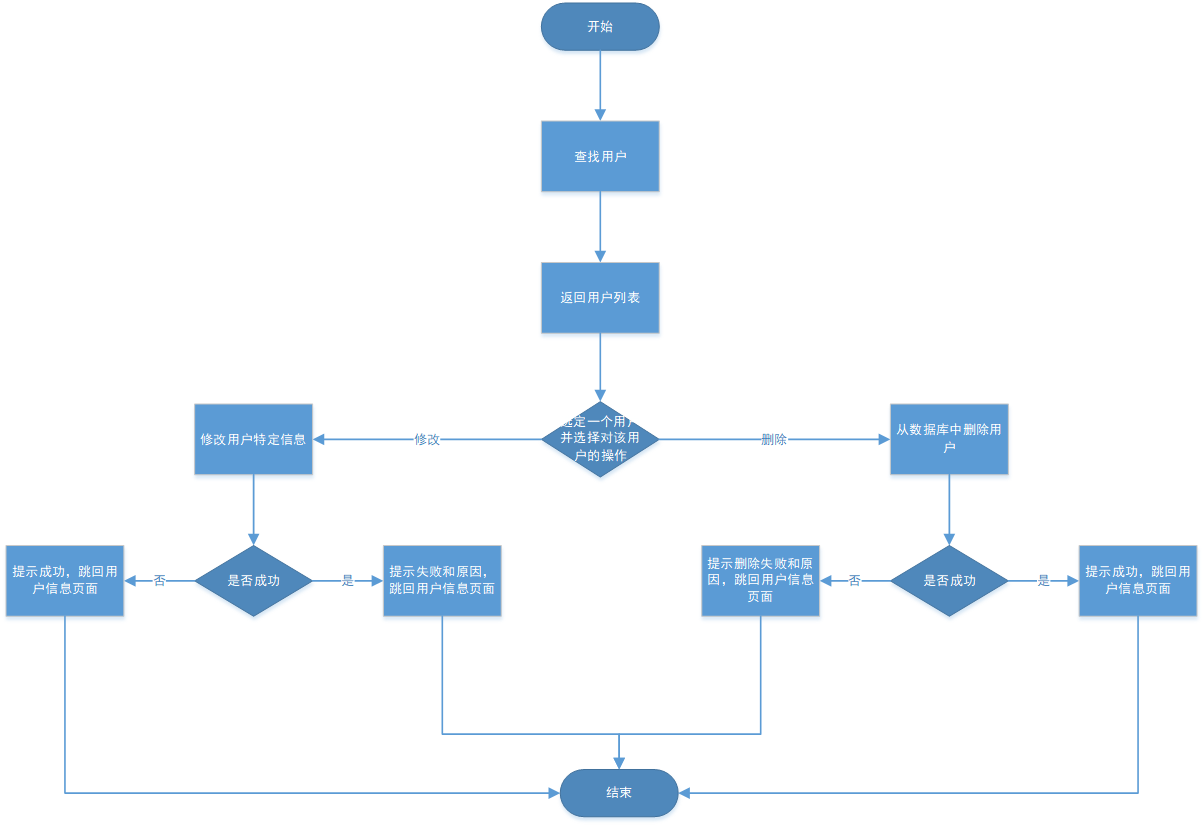 开始
查找用户
返回用户列表
选定一个用户
并选择对该用
户的操作
修改
删除
修改用户特定信息
从数据库中删除用
户
提示成功，跳回用
户信息页面
否
是否成功
是
提示失败和原因，
跳回用户信息页面
提示删除失败和原
因，跳回用户信息
页面
否
是否成功
是
提示成功，跳回用
户信息页面
结束